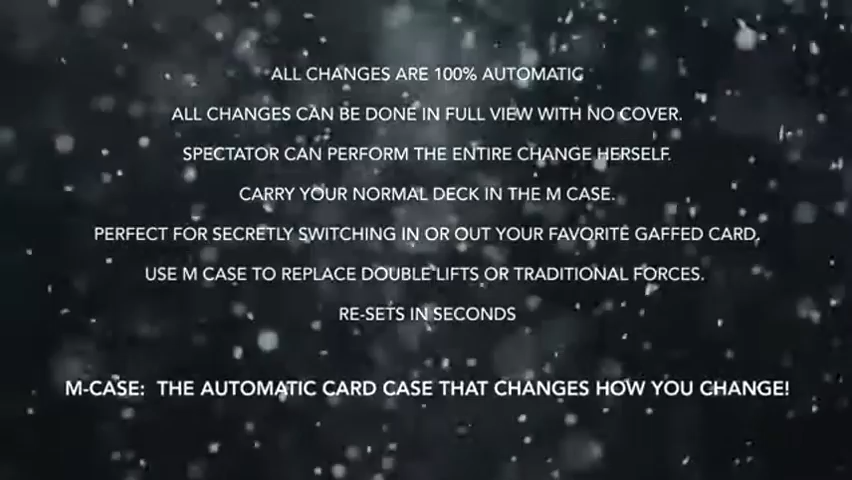 ALL CHANGES ARE 100% AUTOMATIC
ALL CHANGES CAN BE DONE IN FULL VIEW WITH NO COVER.
SPECTATOR CAN PERFORM THE ENTIRE CHANGE HERSELF.
CARRY YOUR NORMAL DECK IN THE M CASE.
PERFECT FOR SECRETLY SWITCHING IN OR OUT YOUR FAVORITE GAFFED CARD.
USE M CASE TO REPLACE DOUBLE LIFTS OR TRADITIONAL FORCES.
RE-SETS IN SECONDS
M-CASE: THE AUTOMATIC CARD CASE THAT CHANGES HOW YOU CHANGE!